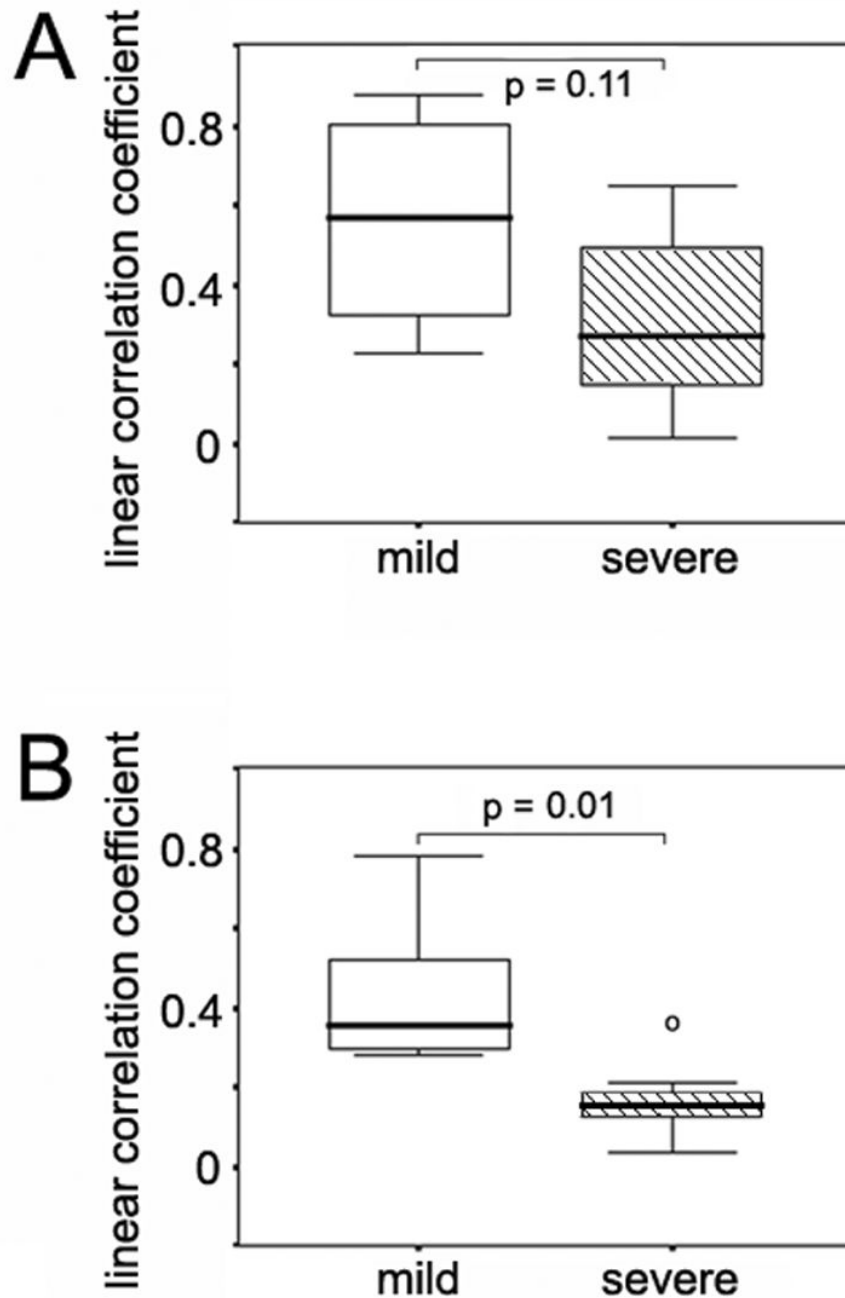 A
linear correlation coefficient
p = 0.11
0.8
0.4
0
mild severe
B
linear correlation coefficient
p = 0.01
0.8
0.4
0
mild severe